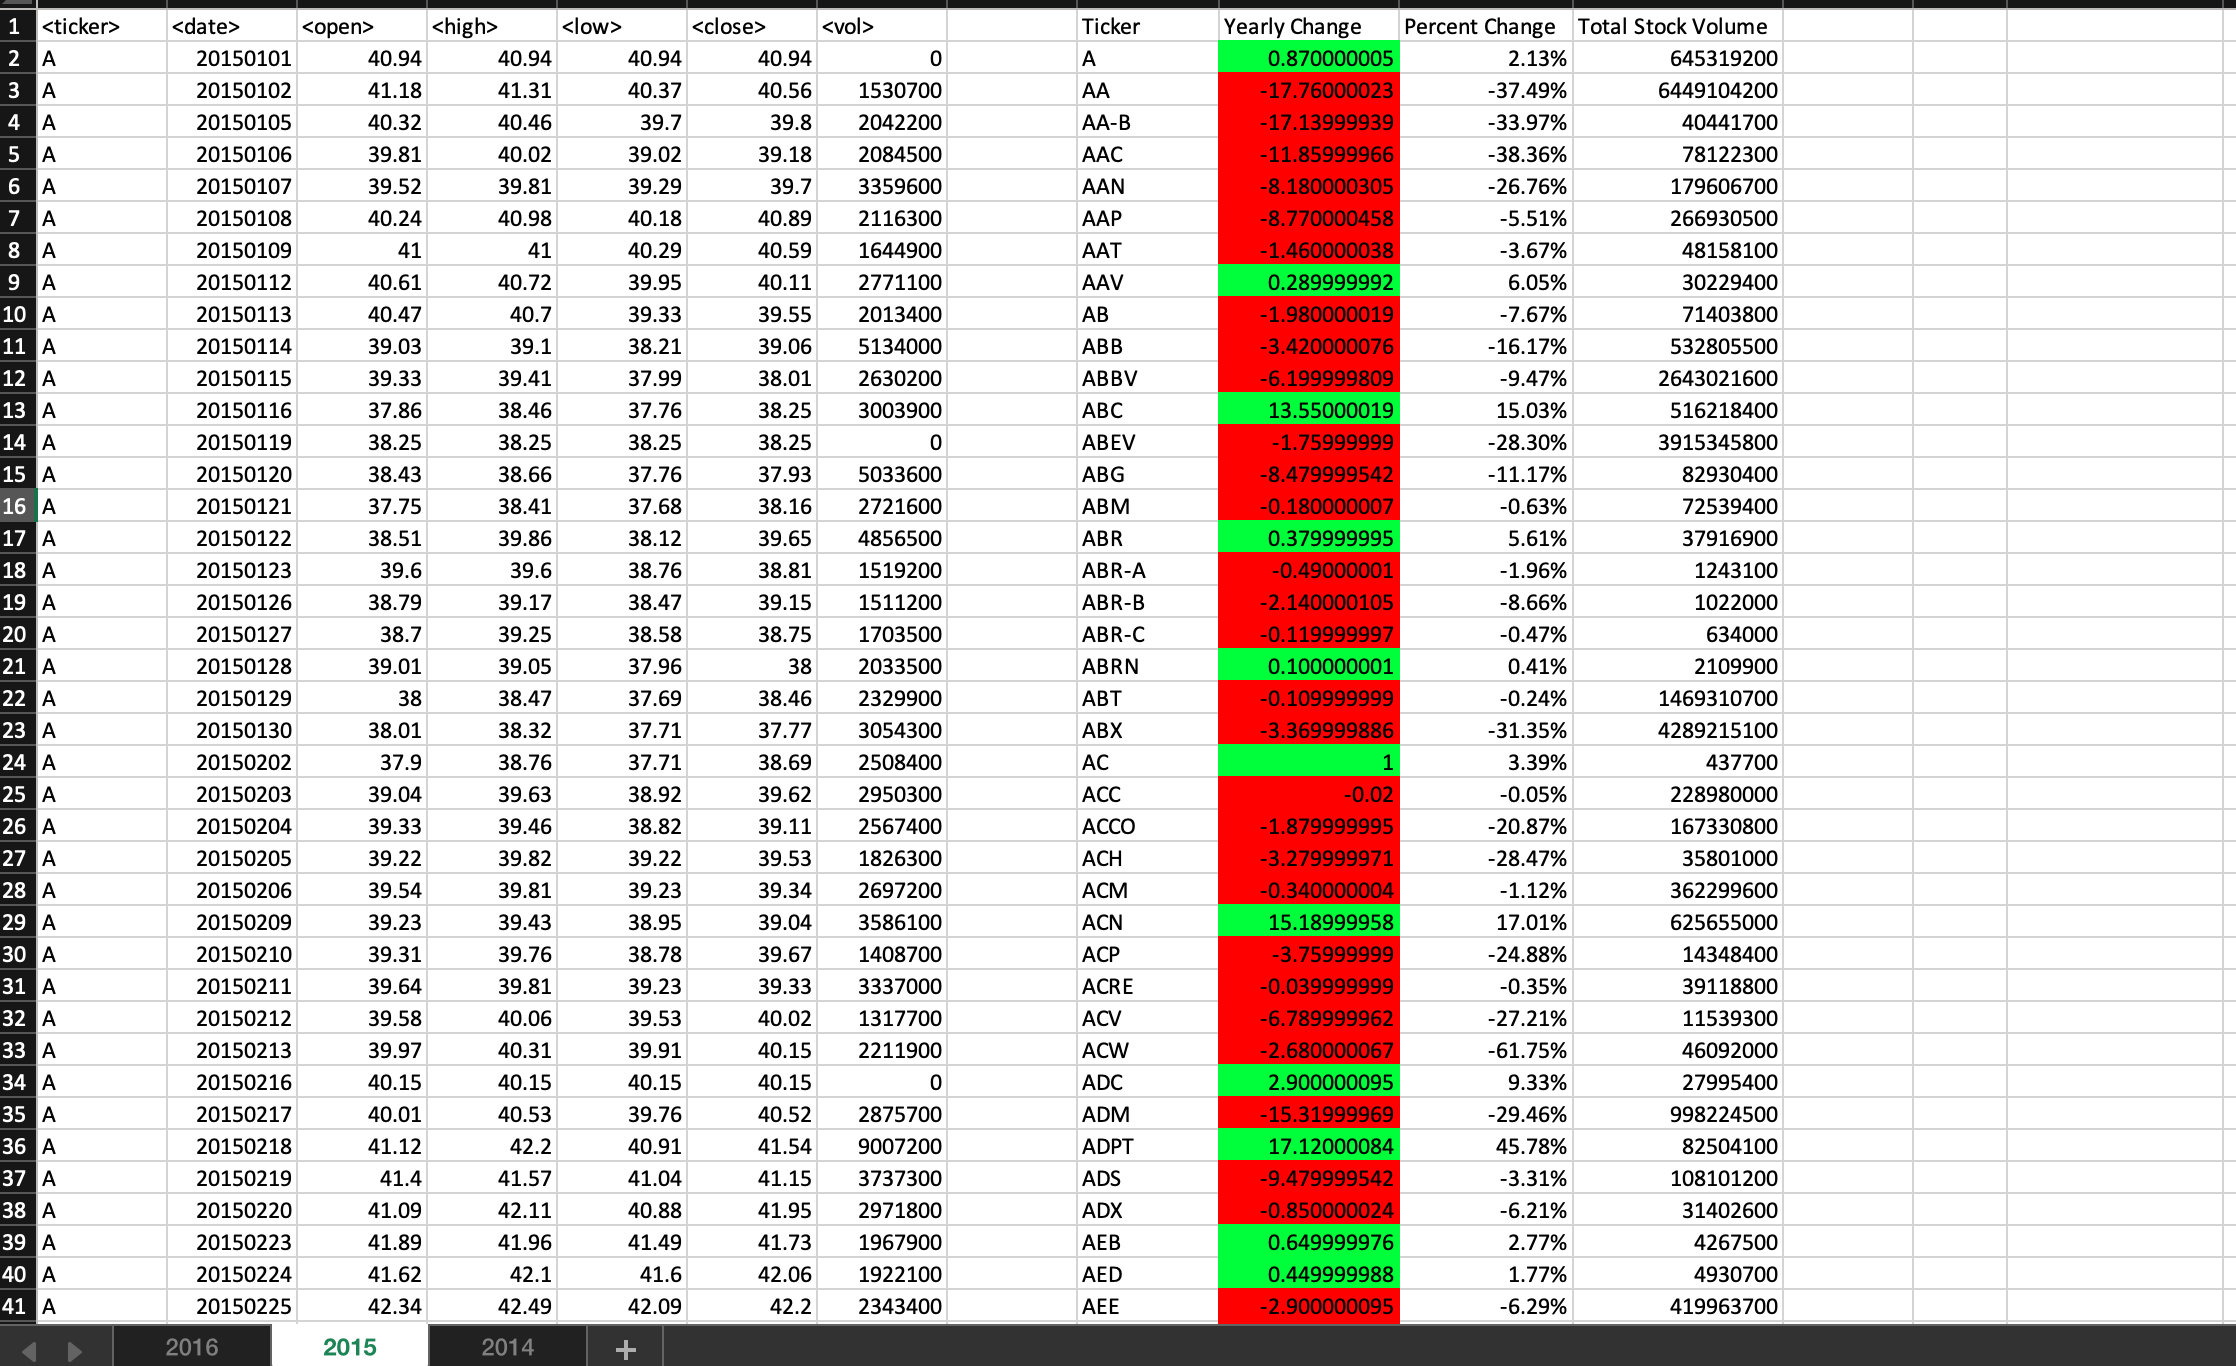 1 <ticker> <date> <open> <high> <low> <close> <vol> Ticker Yearly Change Percent Change Total Stock Volume
2 A 20150101 40.94 40.94 40.94 40.94 0 A 0.870000005 2.13% 645319200
3 A 20150102 41.18 41.31 40.37 40.56 1530700 AA -17.76000023 -37.49% 6449104200
4 A 20150105 40.32 40.46 39.7 39.8 2042200 AA-B -17.13999939 -33.97% 40441700
5 A 20150106 39.81 40.02 39.02 39.18 2084500 AAC -11.85999966 -38.36% 78122300
6 A 20150107 39.52 39.81 39.29 39.7 3359600 AAN -8.180000305 -26.76% 179606700
7 A 20150108 40.24 40.98 40.18 40.89 2116300 AAP -8.770000458 -5.51% 266930500
8 A 20150109 41 41 40.29 40.59 1644900 AAT -1.460000038 -3.67% 48158100
9 A 20150112 40.61 40.72 39.95 40.11 2771100 AAV 0.289999992 6.05% 30229400
10 A 20150113 40.47 40.7 39.33 39.55 2013400 AB -1.980000019 -7.67% 71403800
11 A 20150114 39.03 39.1 38.21 39.06 5134000 ABB -3.420000076 -16.17% 532805500
12 A 20150115 39.33 39.41 37.99 38.01 2630200 ABBV -6.199999809 -9.47% 2643021600
13 A 20150116 37.86 38.46 37.76 38.25 3003900 ABC 13.55000019 15.03% 516218400
14 A 20150119 38.25 38.25 38.25 38.25 0 ABEV -1.75999999 -28.30% 3915345800
15 A 20150120 38.43 38.66 37.76 37.93 5033600 ABG -8.479999542 -11.17% 82930400
16 A 20150121 37.75 38.41 37.68 38.16 2721600 ABM -0.180000007 -0.63% 72539400
17 A 20150122 38.51 39.86 38.12 39.65 4856500 ABR 0.379999995 5.61% 37916900
18 A 20150123 39.6 39.6 38.76 38.81 1519200 ABR-A -0.49000001 -1.96% 1243100
19 A 20150126 38.79 39.17 38.47 39.15 1511200 ABR-B -2.140000105 -8.66% 1022000
20 A 20150127 38.7 39.25 38.58 38.75 1703500 ABR-C -0.119999997 -0.47% 634000
21 A 20150128 39.01 39.05 37.96 38 2033500 ABRN 0.100000001 0.41% 2109900
22 A 20150129 38 38.47 37.69 38.46 2329900 ABT -0.109999999 -0.24% 1469310700
23 A 20150130 38.01 38.32 37.71 37.77 3054300 ABX -3.369999886 -31.35% 4289215100
24 A 20150202 37.9 38.76 37.71 38.69 2508400 AC 1 3.39% 437700
25 A 20150203 39.04 39.63 38.92 39.62 2950300 ACC -0.02 -0.05% 228980000
26 A 20150204 39.33 39.46 38.82 39.11 2567400 ACCO -1.879999995 -20.87% 167330800
27 A 20150205 39.22 39.82 39.22 39.53 1826300 ACH -3.279999971 -28.47% 35801000
28 A 20150206 39.54 39.81 39.23 39.34 2697200 ACM -0.340000004 -1.12% 362299600
29 A 20150209 39.23 39.43 38.95 39.04 3586100 ACN 15.18999958 17.01% 625655000
30 A 20150210 39.31 39.76 38.78 39.67 1408700 ACP -3.75999999 -24.88% 14348400
31 A 20150211 39.64 39.81 39.23 39.33 3337000 ACRE -0.039999999 -0.35% 39118800
32 A 20150212 39.58 40.06 39.53 40.02 1317700 ACV -6.789999962 -27.21% 11539300
33 A 20150213 39.97 40.31 39.91 40.15 2211900 ACW -2.680000067 -61.75% 46092000
34 A 20150216 40.15 40.15 40.15 40.15 0 ADC 2.900000095 9.33% 27995400
35 A 20150217 40.01 40.53 39.76 40.52 2875700 ADM -15.31999969 -29.46% 998224500
36 A 20150218 41.12 42.2 40.91 41.54 9007200 ADPT 17.12000084 45.78% 82504100
37 A 20150219 41.4 41.57 41.04 41.15 3737300 ADS -9.479999542 -3.31% 108101200
38 A 20150220 41.09 42.11 40.88 41.95 2971800 ADX -0.850000024 -6.21% 31402600
39 A 20150223 41.89 41.96 41.49 41.73 1967900 AEB 0.649999976 2.77% 4267500
40 A 20150224 41.62 42.1 41.6 42.06 1922100 AED 0.449999988 1.77% 4930700
41 A 20150225 42.34 42.49 42.09 42.2 2343400 AEE -2.900000095 -6.29% 419963700
2016 2015 2014 +